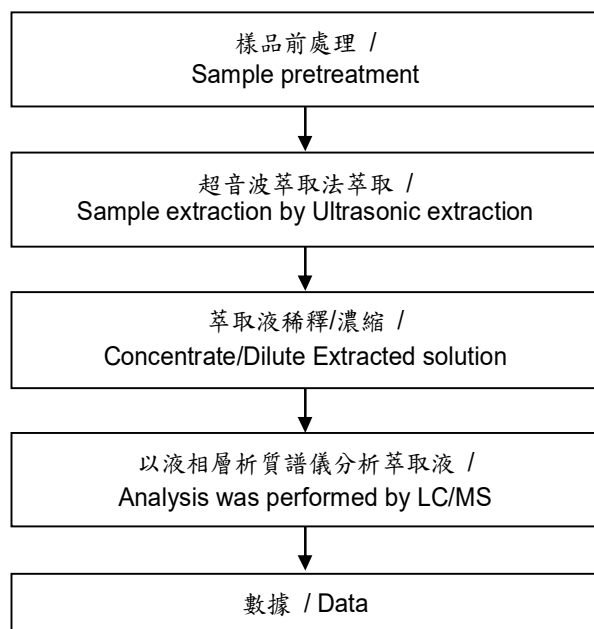 樣品前處理 /
Sample pretreatment
超音波萃取法萃取 /
Sample extraction by Ultrasonic extraction
萃取液稀釋/濃縮 /
Concentrate/Dilute Extracted solution
以液相層析質譜儀分析萃取液 /
Analysis was performed by LC/MS
數據 / Data